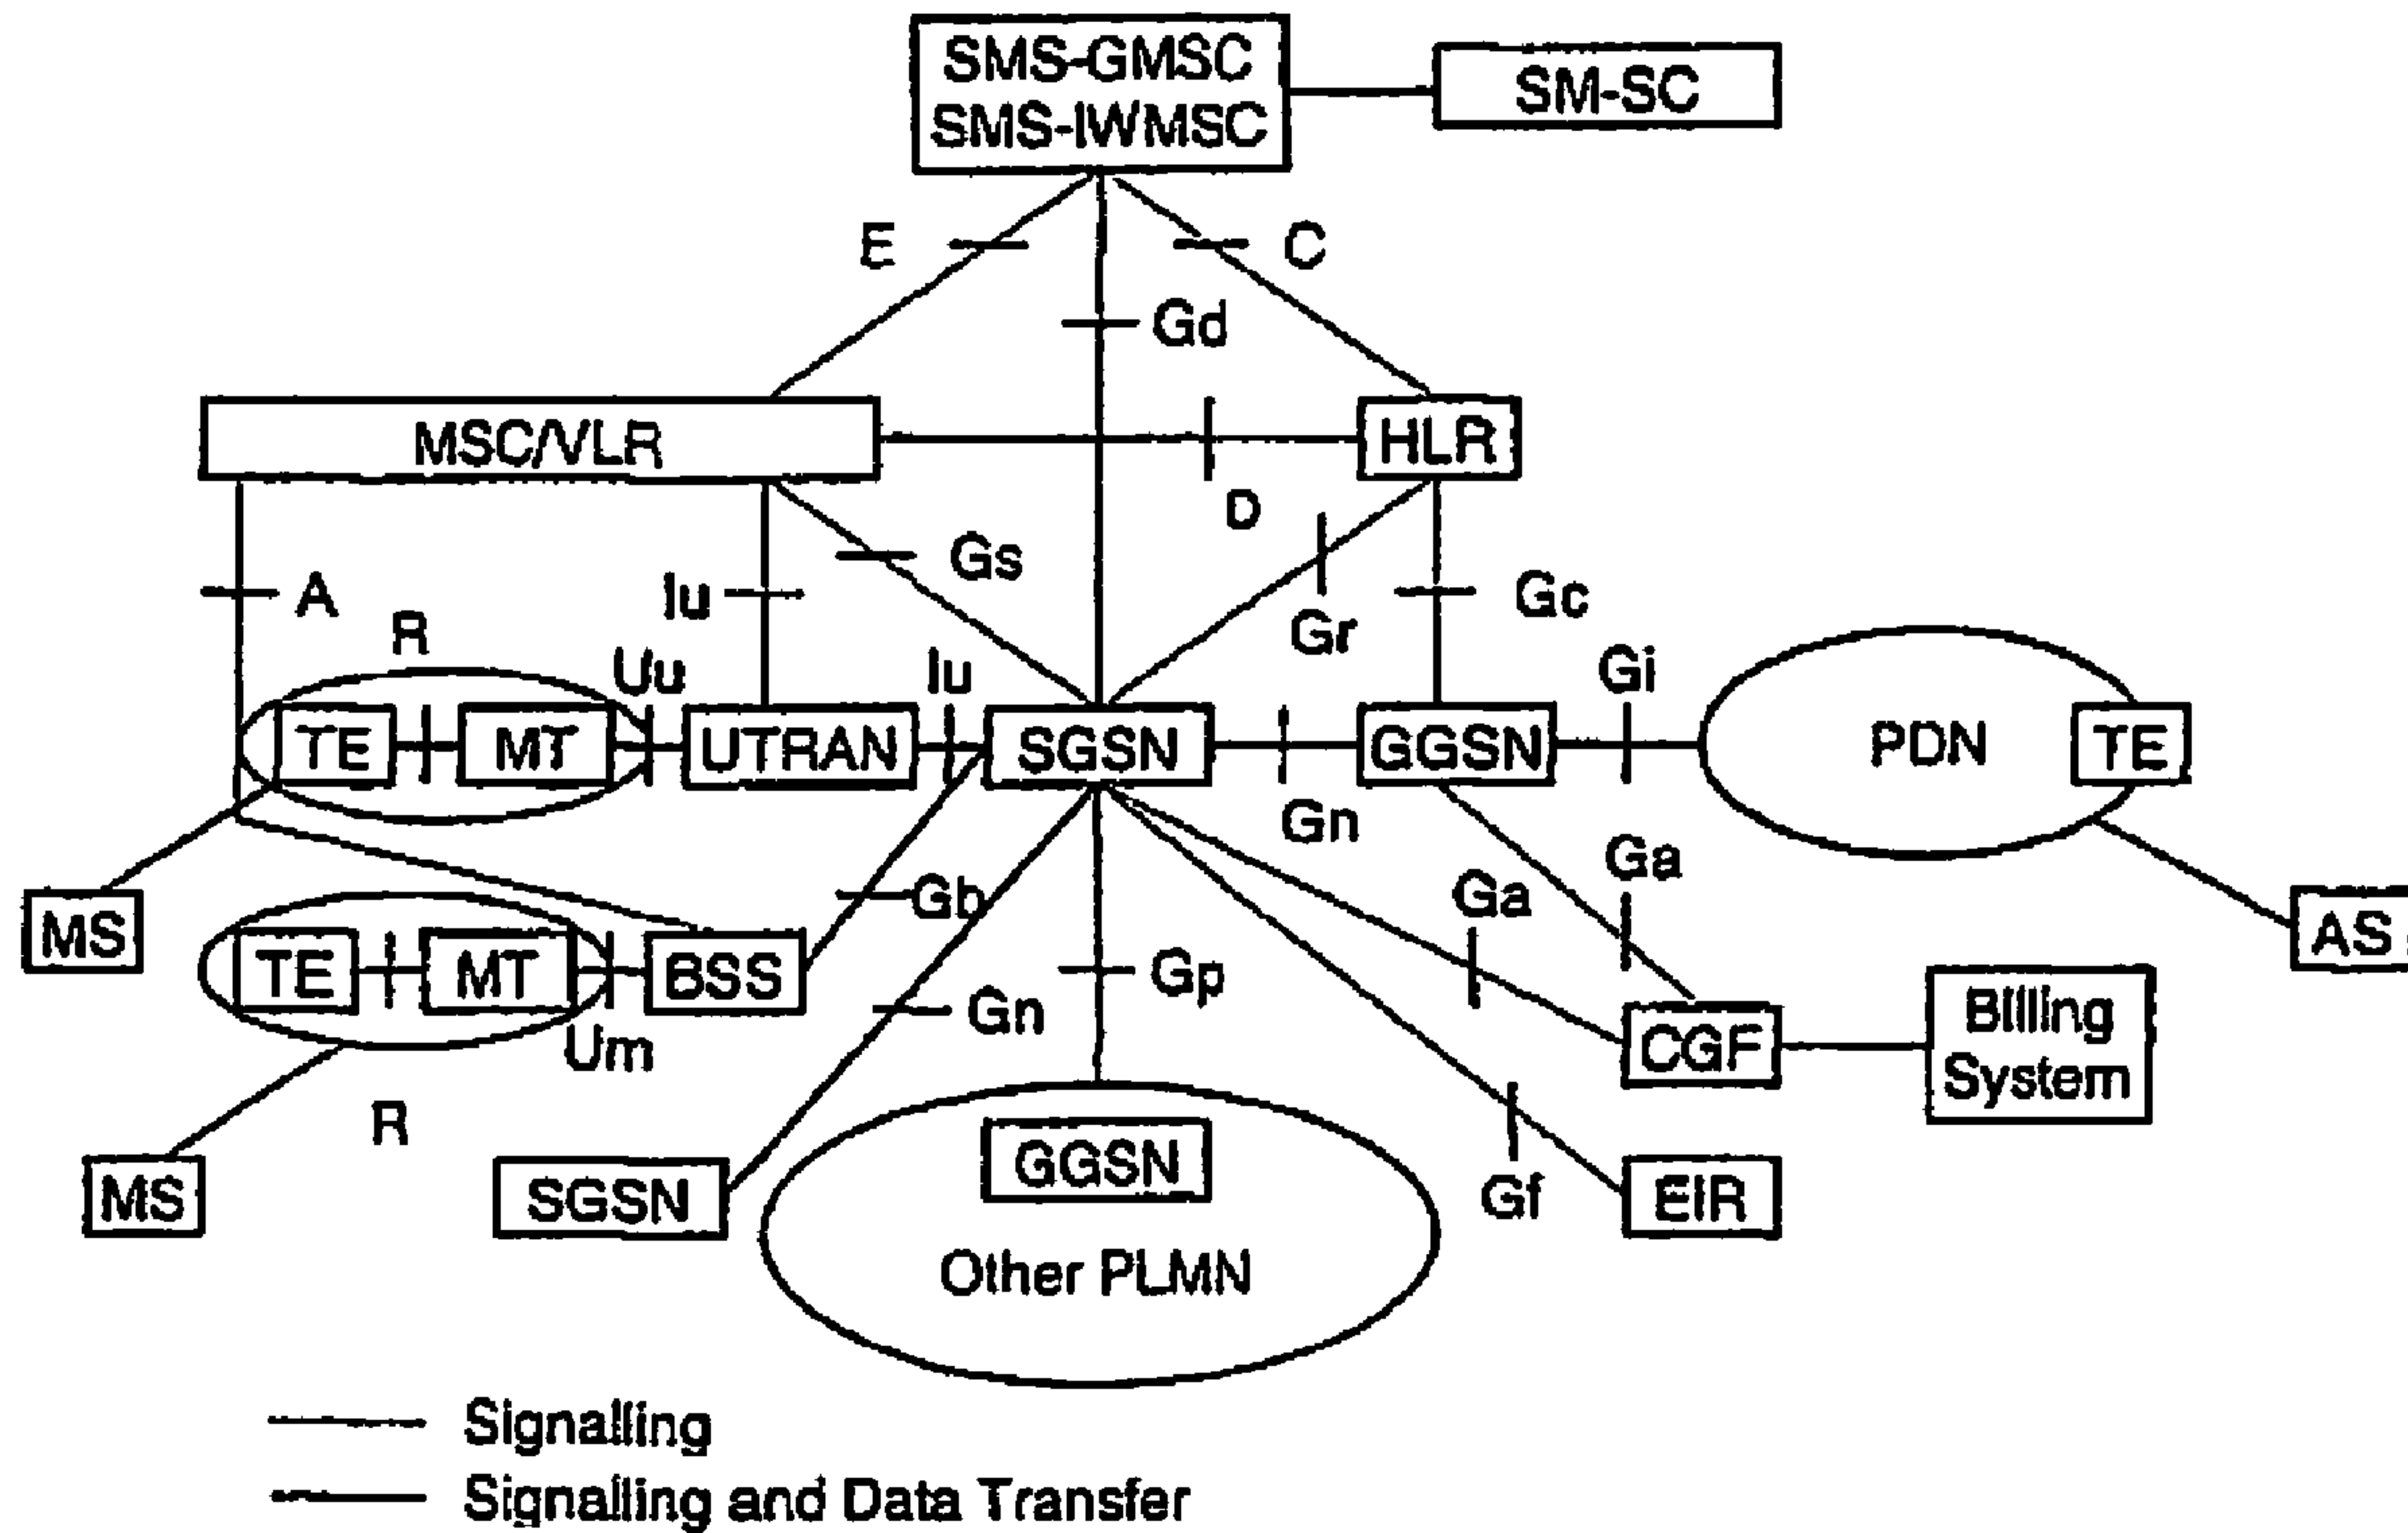 SMS-GMSC
SMS-IWMSC
SM-SC
E
C
Gd
MSC/VLR
HLR
D
Gs
A
Iu
Gr
Gc
R
Uu
Iu
Gi
TE
MT
UTRAN
SGSN
GGSN
PDN
TE
Gn
Ga
Ga
MS
Gb
AS
TE
MT
BSS
Gp
Gn
Um
CGF
Billing
System
R
MS
SGSN
GGSN
Gf
EIR
Other PLMN
Signalling
Signalling and Data Transfer